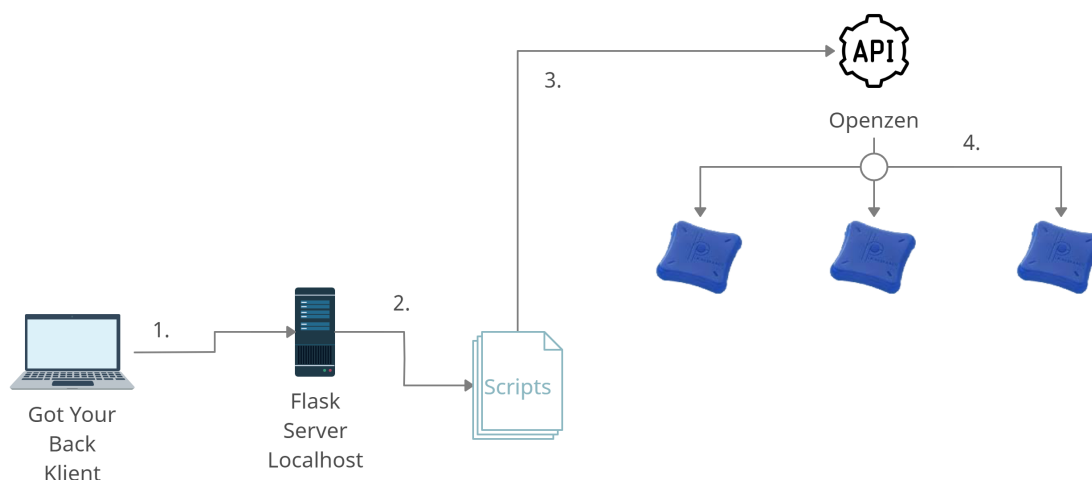 API
3.
Openzen
4.
2.
1.
Scripts
Flask
Server
Localhost
Got Your
Back
Klient